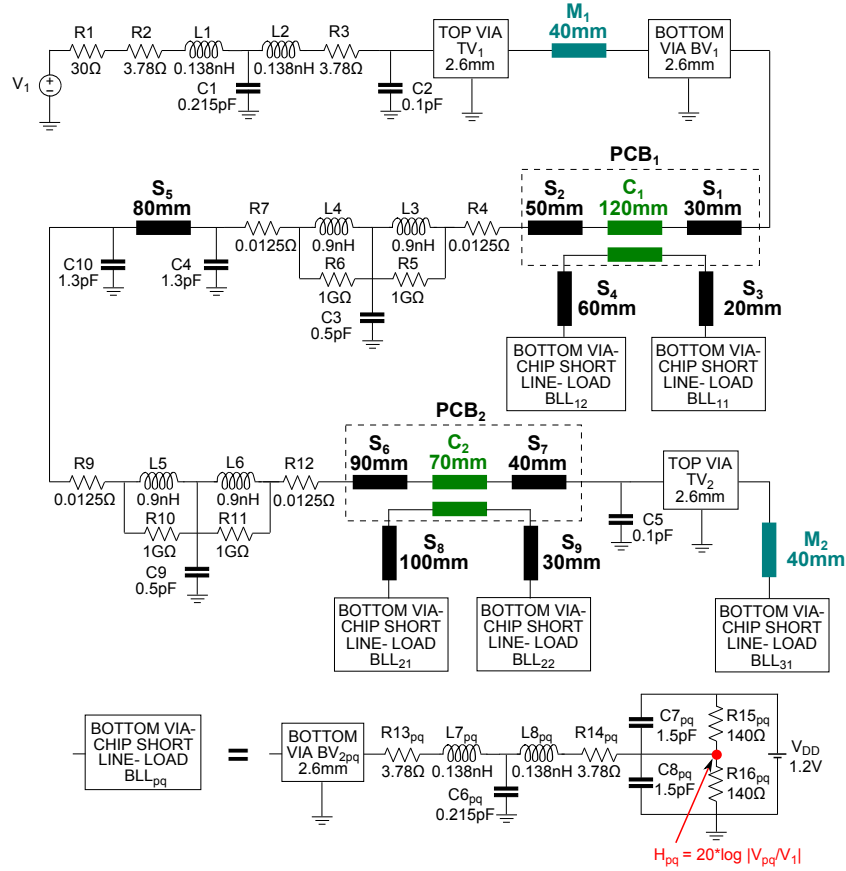 R1
30Ω
R2
3.78Ω
L1
0.138nH
L2
0.138nH
R3
3.78Ω
C1
0.215pF
C2
0.1pF
V₁
TOP VIA
TV₁
2.6mm
M₁
40mm
BOTTOM
VIA BV₁
2.6mm
PCB₁
S₂
50mm
C₁
120mm
S₁
30mm
S₅
80mm
R7
0.0125Ω
L4
0.9nH
L3
0.9nH
R4
0.0125Ω
R6
1GΩ
R5
1GΩ
C10
1.3pF
C4
1.3pF
C3
0.5pF
S₄
60mm
S₃
20mm
BOTTOM VIA-
CHIP SHORT
LINE- LOAD
BLL₁₂
BOTTOM VIA-
CHIP SHORT
LINE- LOAD
BLL₁₁
PCB₂
R9
0.0125Ω
L5
0.9nH
L6
0.9nH
R12
0.0125Ω
R10
1GΩ
R11
1GΩ
C9
0.5pF
S₆
90mm
C₂
70mm
S₇
40mm
C5
0.1pF
TOP VIA
TV₂
2.6mm
M₂
40mm
S₈
100mm
S₉
30mm
BOTTOM VIA-
CHIP SHORT
LINE- LOAD
BLL₂₁
BOTTOM VIA-
CHIP SHORT
LINE- LOAD
BLL₂₂
BOTTOM VIA-
CHIP SHORT
LINE- LOAD
BLL₃₁
BOTTOM VIA-
CHIP SHORT
LINE- LOAD
BLLpq
=
BOTTOM
VIA BV2pq
2.6mm
R13pq
3.78Ω
L7pq
0.138nH
L8pq
0.138nH
R14pq
3.78Ω
C6pq
0.215pF
C7pq
1.5pF
C8pq
1.5pF
R15pq
140Ω
R16pq
140Ω
VDD
1.2V
Hpq = 20*log |Vpq/V₁|